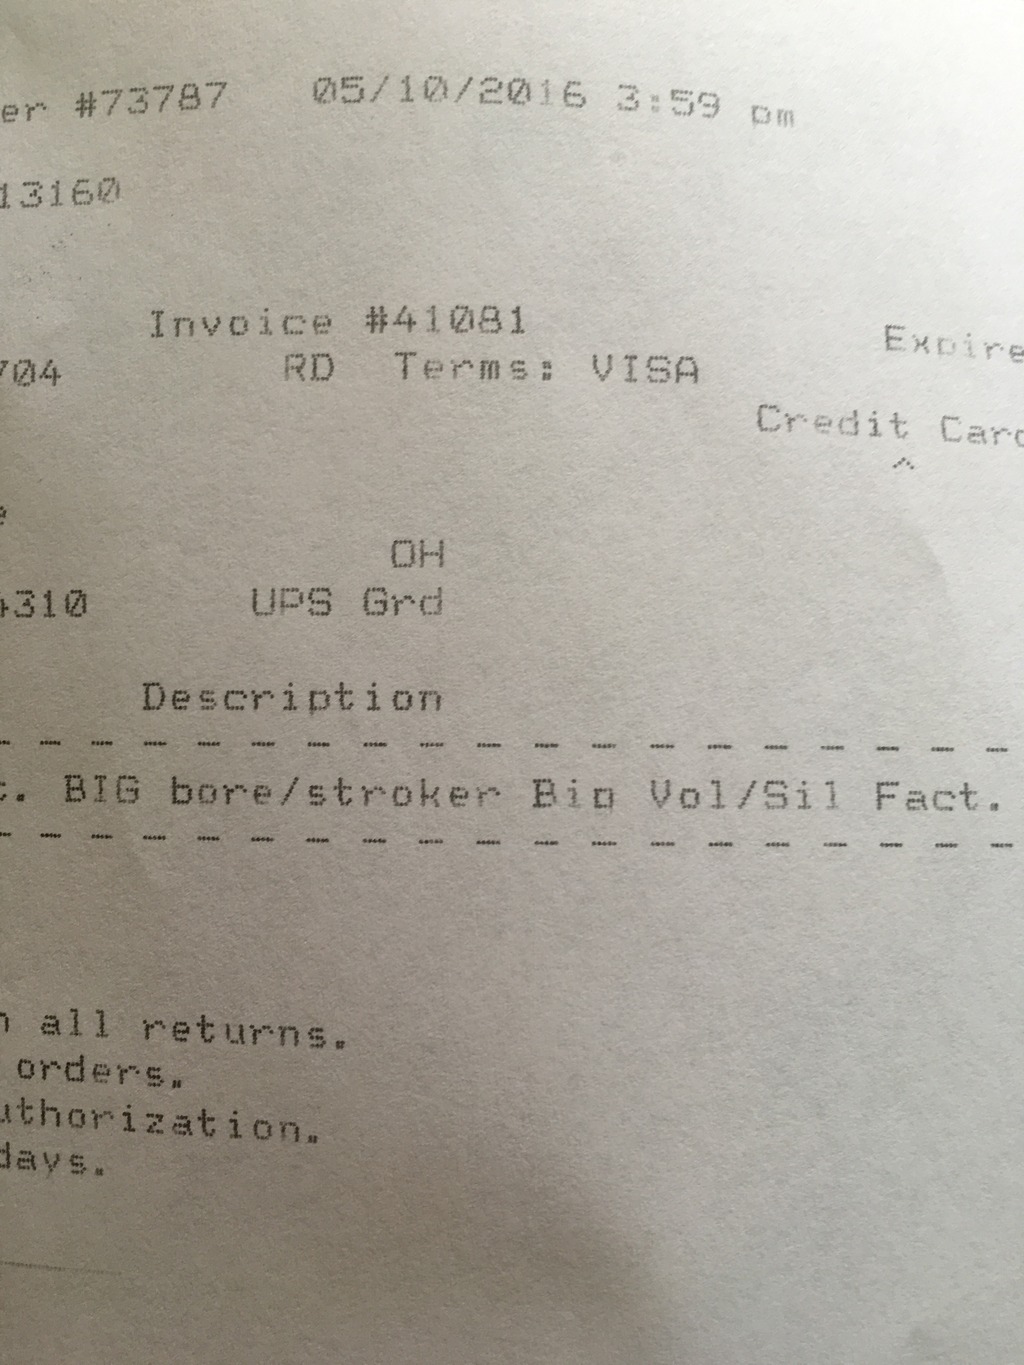 er #73787 05/10/2016 3:59 pm
13160
Invoice #41081
Expire
704 RD Terms: VISA
Credit Card
^
e
OH
4310 UPS Grd
Description
- - - - - - - - - - - - - - - - - - -
t. BIG bore/stroker Big Vol/Sil Fact.
- - - - - - - - - - - - - - - - - - -
n all returns.
orders.
uthorization.
days.